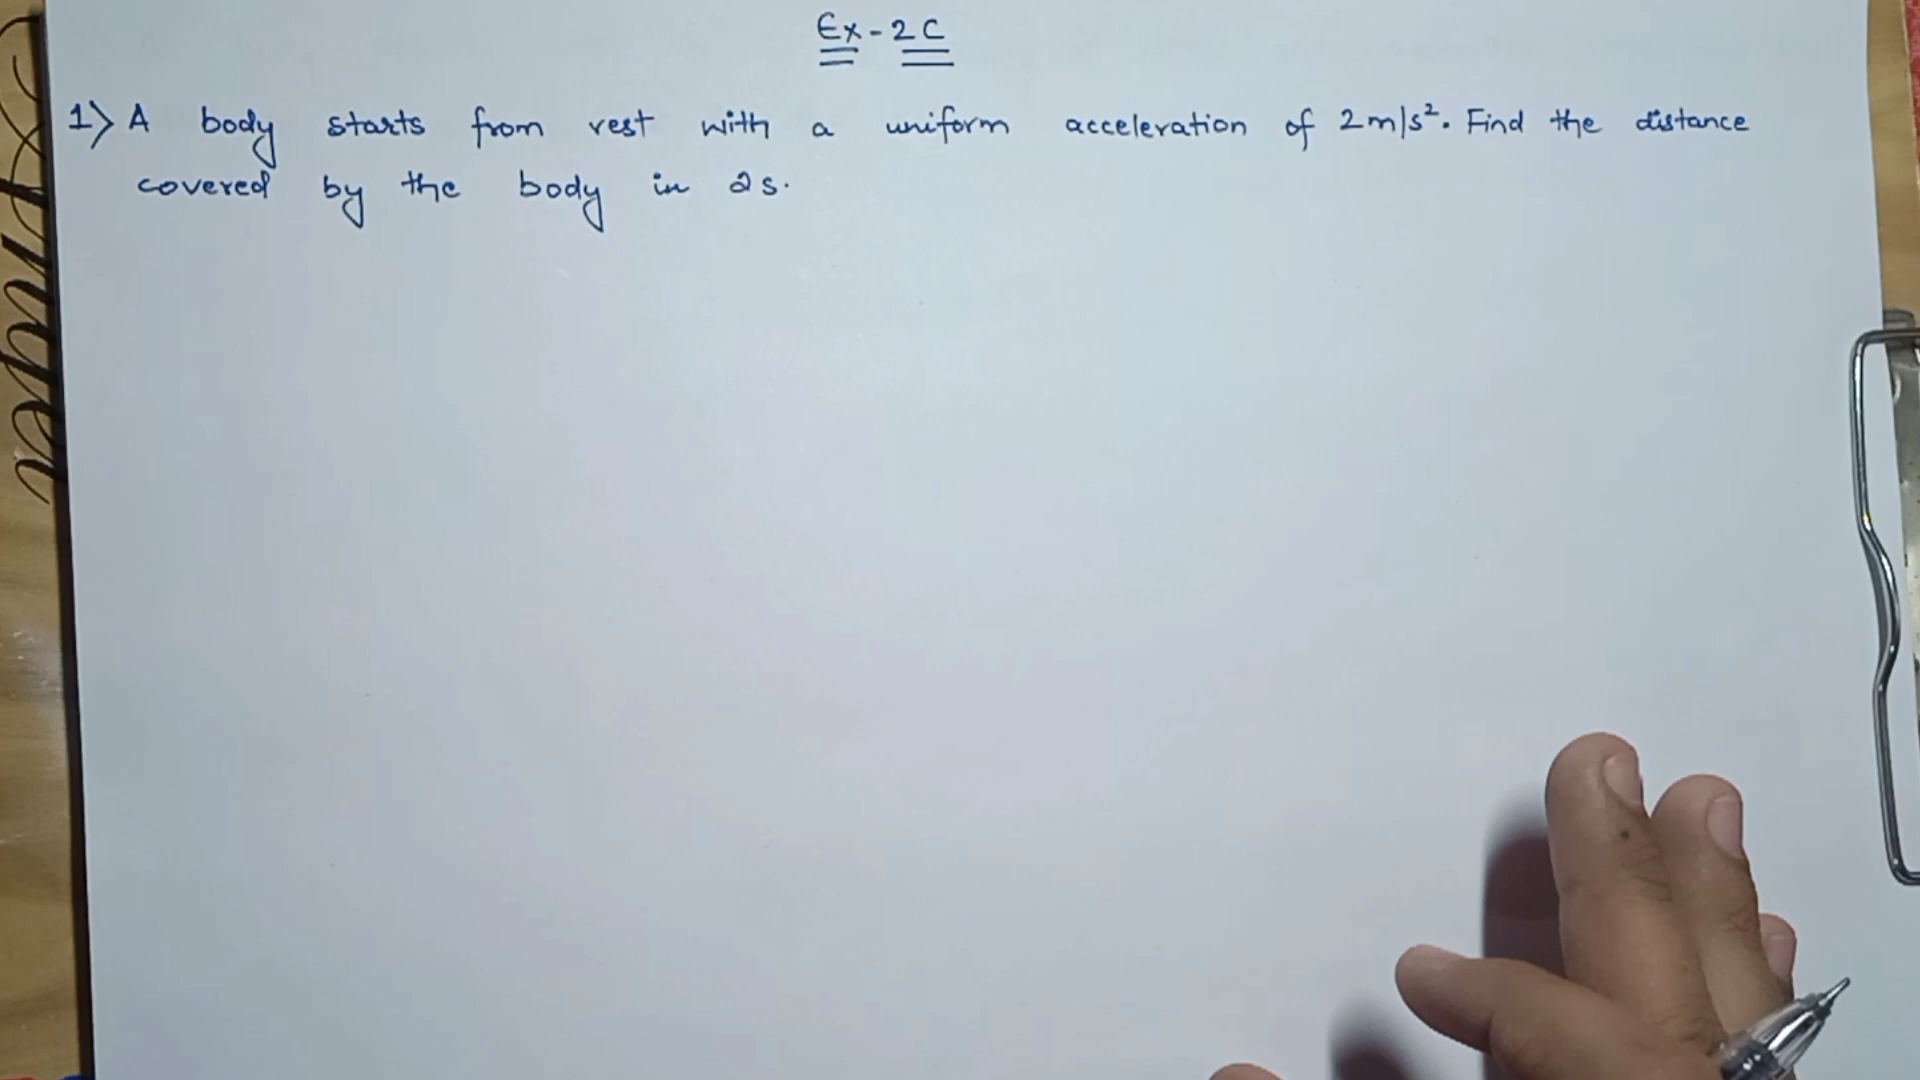 Ex - 2C
1) A body starts from rest with a uniform acceleration of 2m/s². Find the distance
covered by the body in 2s.